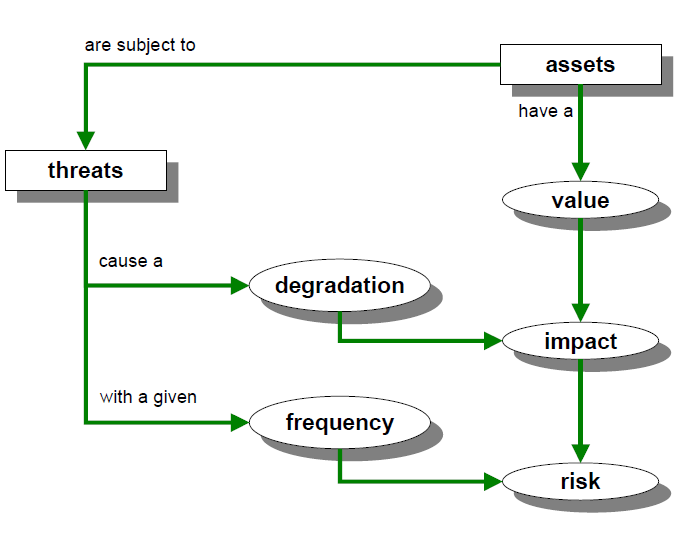 are subject to
assets
have a
threats
value
cause a
degradation
impact
with a given
frequency
risk